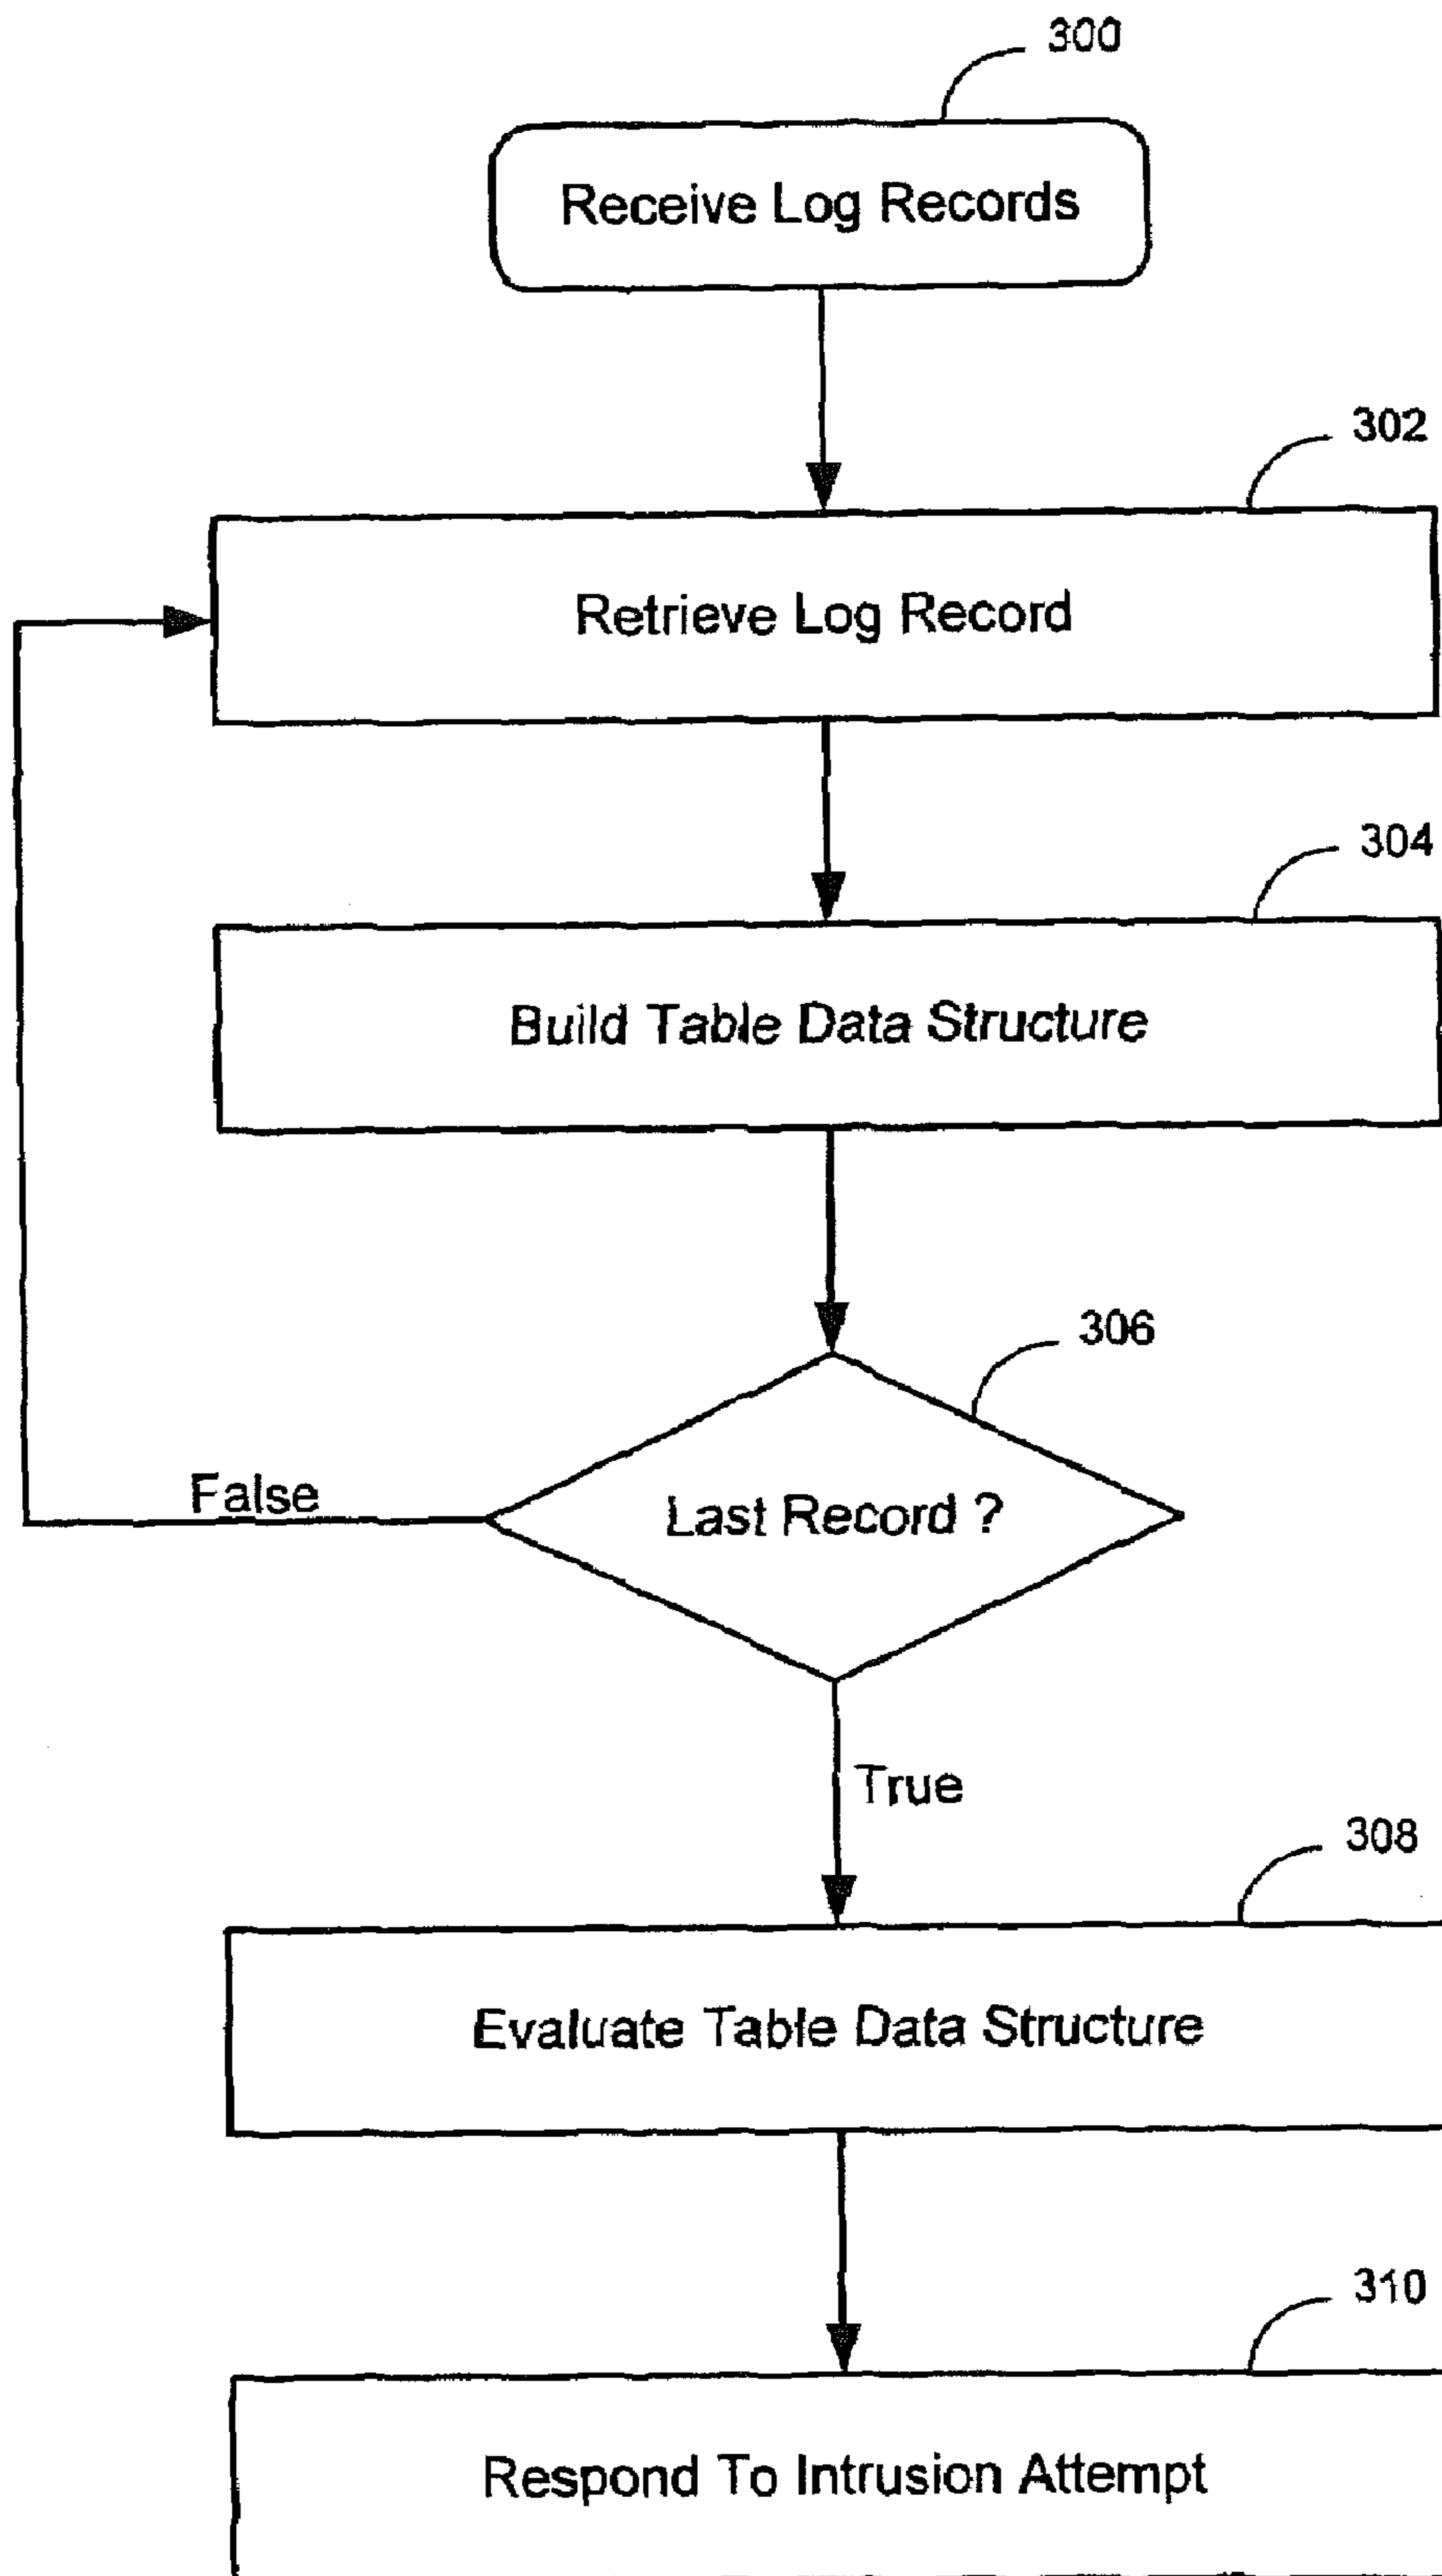 300
Receive Log Records
302
Retrieve Log Record
304
Build Table Data Structure
306
Last Record ?
False
True
308
Evaluate Table Data Structure
310
Respond To Intrusion Attempt